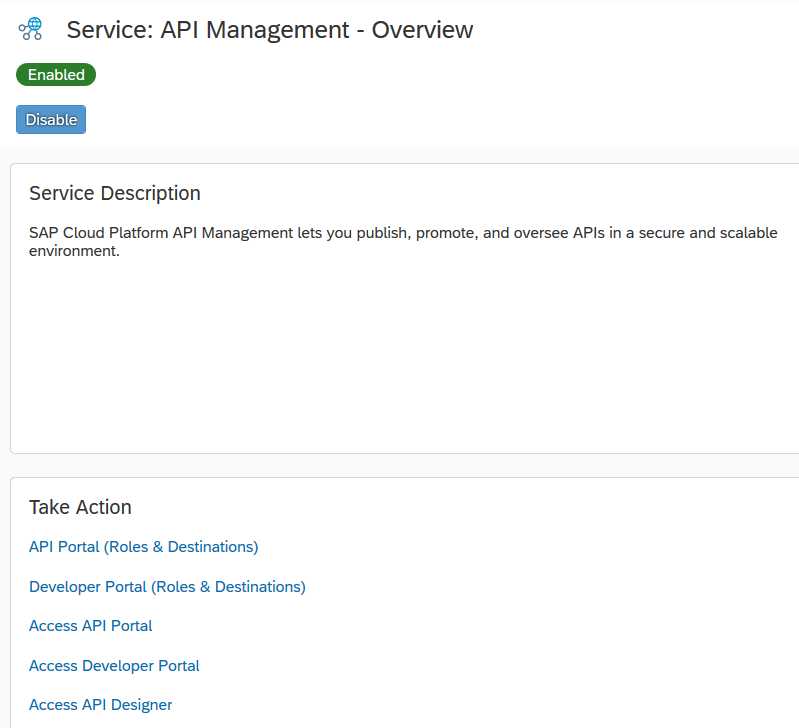 Service: API Management - Overview
Enabled
Disable
Service Description
SAP Cloud Platform API Management lets you publish, promote, and oversee APIs in a secure and scalable
environment.
Take Action
API Portal (Roles & Destinations)
Developer Portal (Roles & Destinations)
Access API Portal
Access Developer Portal
Access API Designer